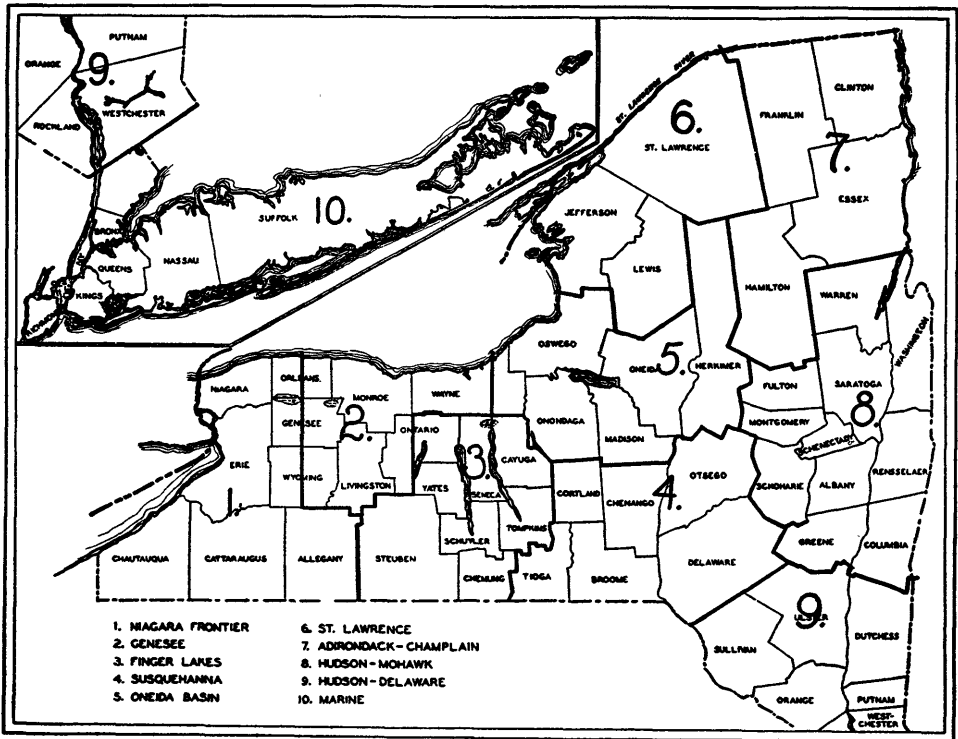 PUTNAM
ORANGE
9.
WESTCHESTER
ROCKLAND
SUFFOLK
10.
BRONX
NASSAU
QUEENS
KINGS
RICHMOND
ST. LAWRENCE RIVER
6.
ST. LAWRENCE
FRANKLIN
CLINTON
7.
ESSEX
JEFFERSON
LEWIS
HAMILTON
WARREN
WASHINGTON
OSWEGO
ONEIDA
5.
HERKIMER
FULTON
SARATOGA
8.
MONTGOMERY
SCHENECTADY
NIAGARA
ORLEANS
MONROE
WAYNE
GENESEE
2.
ONTARIO
ONONDAGA
MADISON
CAYUGA
3.
ERIE
WYOMING
LIVINGSTON
YATES
SENECA
CORTLAND
CHENANGO
4.
OTSEGO
SCHOHARIE
ALBANY
RENSSELAER
1
SCHUYLER
TOMPKINS
GREENE
COLUMBIA
CHAUTAUQUA
CATTARAUGUS
ALLEGANY
STEUBEN
CHEMUNG
TIOGA
BROOME
DELAWARE
ULSTER
9.
SULLIVAN
DUTCHESS
ORANGE
PUTNAM
WEST-
CHESTER
1. NIAGARA FRONTIER
2. GENESEE
3. FINGER LAKES
4. SUSQUEHANNA
5. ONEIDA BASIN
6. ST. LAWRENCE
7. ADIRONDACK-CHAMPLAIN
8. HUDSON-MOHAWK
9. HUDSON-DELAWARE
10. MARINE